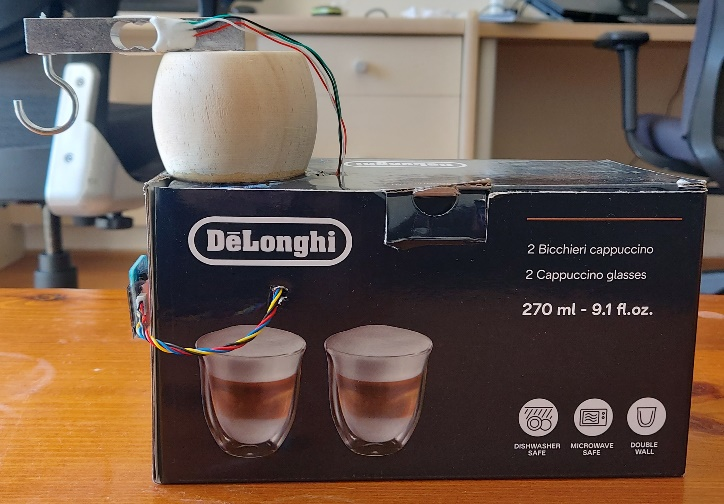 DēLonghi
DēLonghi
2 Bicchieri cappuccino
2 Cappuccino glasses
270 ml - 9.1 fl.oz.
DISHWASHER
SAFE
MICROWAVE
SAFE
DOUBLE
WALL